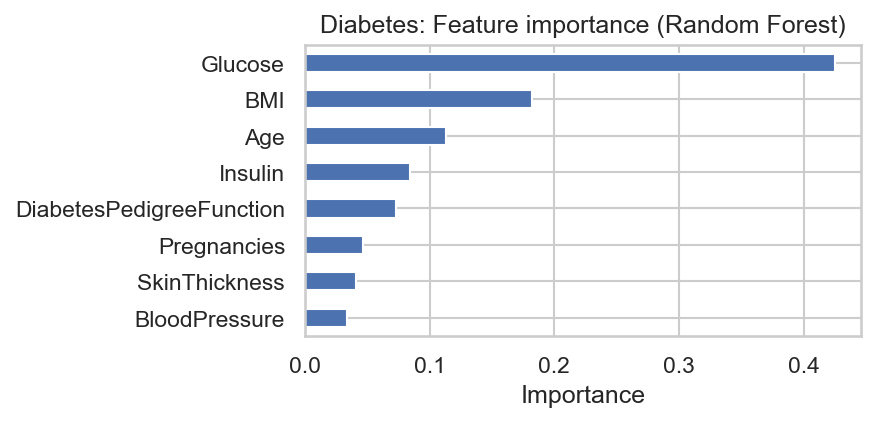 Diabetes: Feature importance (Random Forest)
Glucose
BMI
Age
Insulin
DiabetesPedigreeFunction
Pregnancies
SkinThickness
BloodPressure
0.0 0.1 0.2 0.3 0.4
Importance